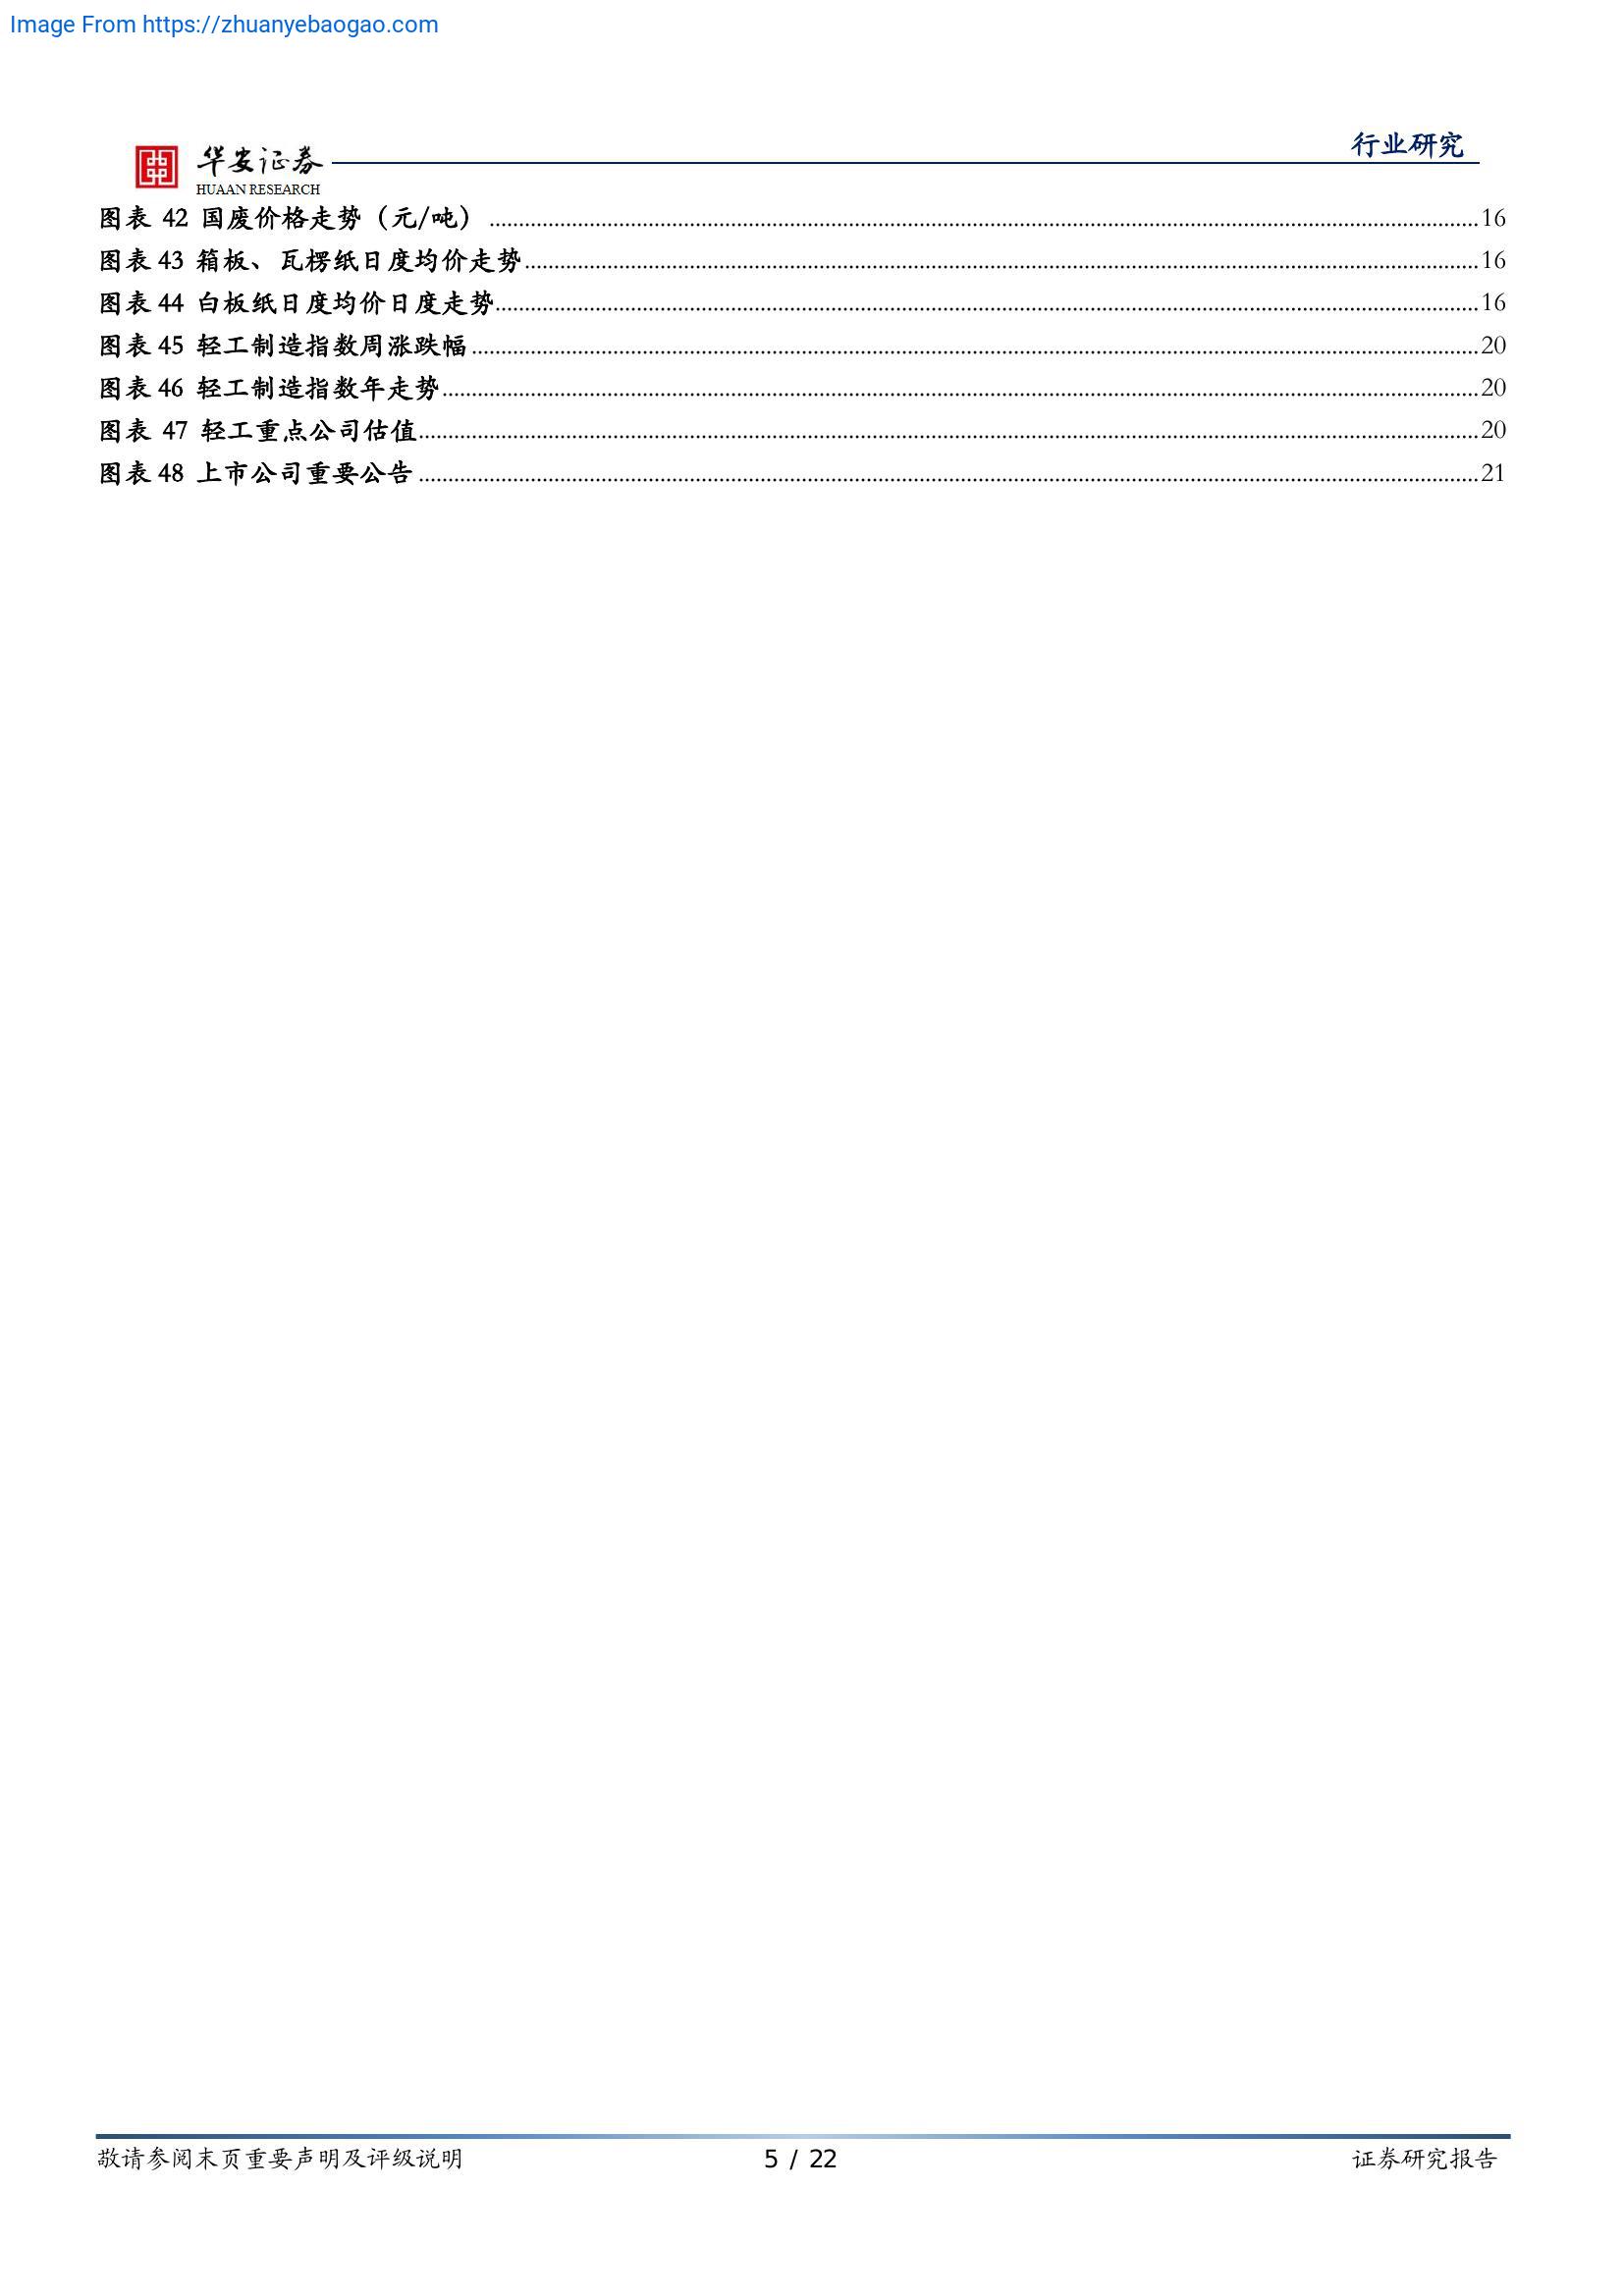 Image From https://zhuanyebaogao.com
行业研究
华安证券
HUAAN RESEARCH
图表 42 国废价格走势（元/吨） ........................................ 16
图表 43 箱板、瓦楞纸日度均价走势 ........................................ 16
图表 44 白板纸日度均价日度走势 ........................................ 16
图表 45 轻工制造指数周涨跌幅 ........................................ 20
图表 46 轻工制造指数年走势 ........................................ 20
图表 47 轻工重点公司估值 ........................................ 20
图表 48 上市公司重要公告 ........................................ 21
敬请参阅末页重要声明及评级说明 5 / 22 证券研究报告